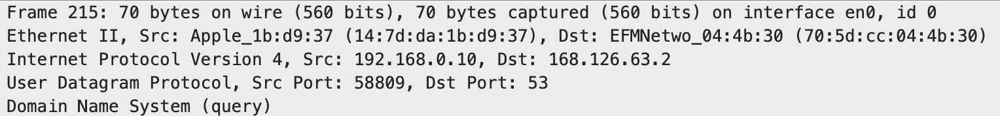 Frame 215: 70 bytes on wire (560 bits), 70 bytes captured (560 bits) on interface en0, id 0
Ethernet II, Src: Apple_1b:d9:37 (14:7d:da:1b:d9:37), Dst: EFMNetwo_04:4b:30 (70:5d:cc:04:4b:30)
Internet Protocol Version 4, Src: 192.168.0.10, Dst: 168.126.63.2
User Datagram Protocol, Src Port: 58809, Dst Port: 53
Domain Name System (query)